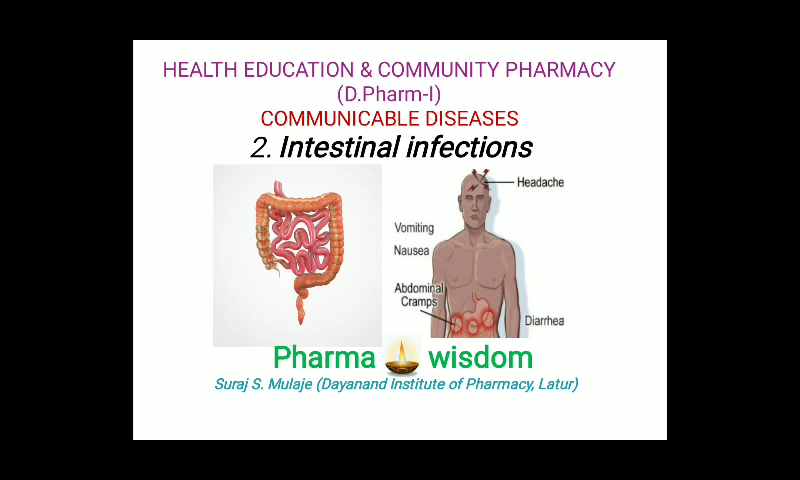 HEALTH EDUCATION & COMMUNITY PHARMACY
(D.Pharm-I)
COMMUNICABLE DISEASES
2. Intestinal infections
Headache
Vomiting
Nausea
Abdominal
Cramps
Diarrhea
Pharma wisdom
Suraj S. Mulaje (Dayanand Institute of Pharmacy, Latur)